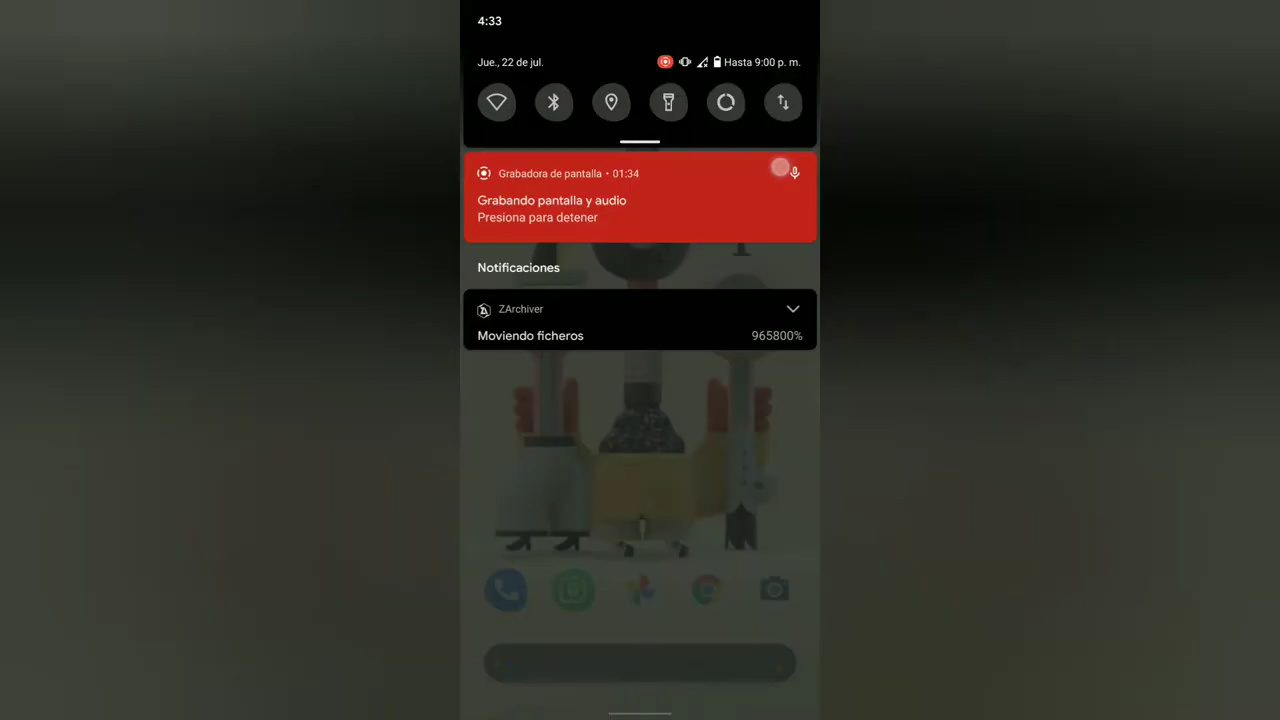 4:33
Jue., 22 de jul.
Hasta 9:00 p. m.
Grabadora de pantalla • 01:34
Grabando pantalla y audio
Presiona para detener
Notificaciones
ZArchiver
Moviendo ficheros
965800%